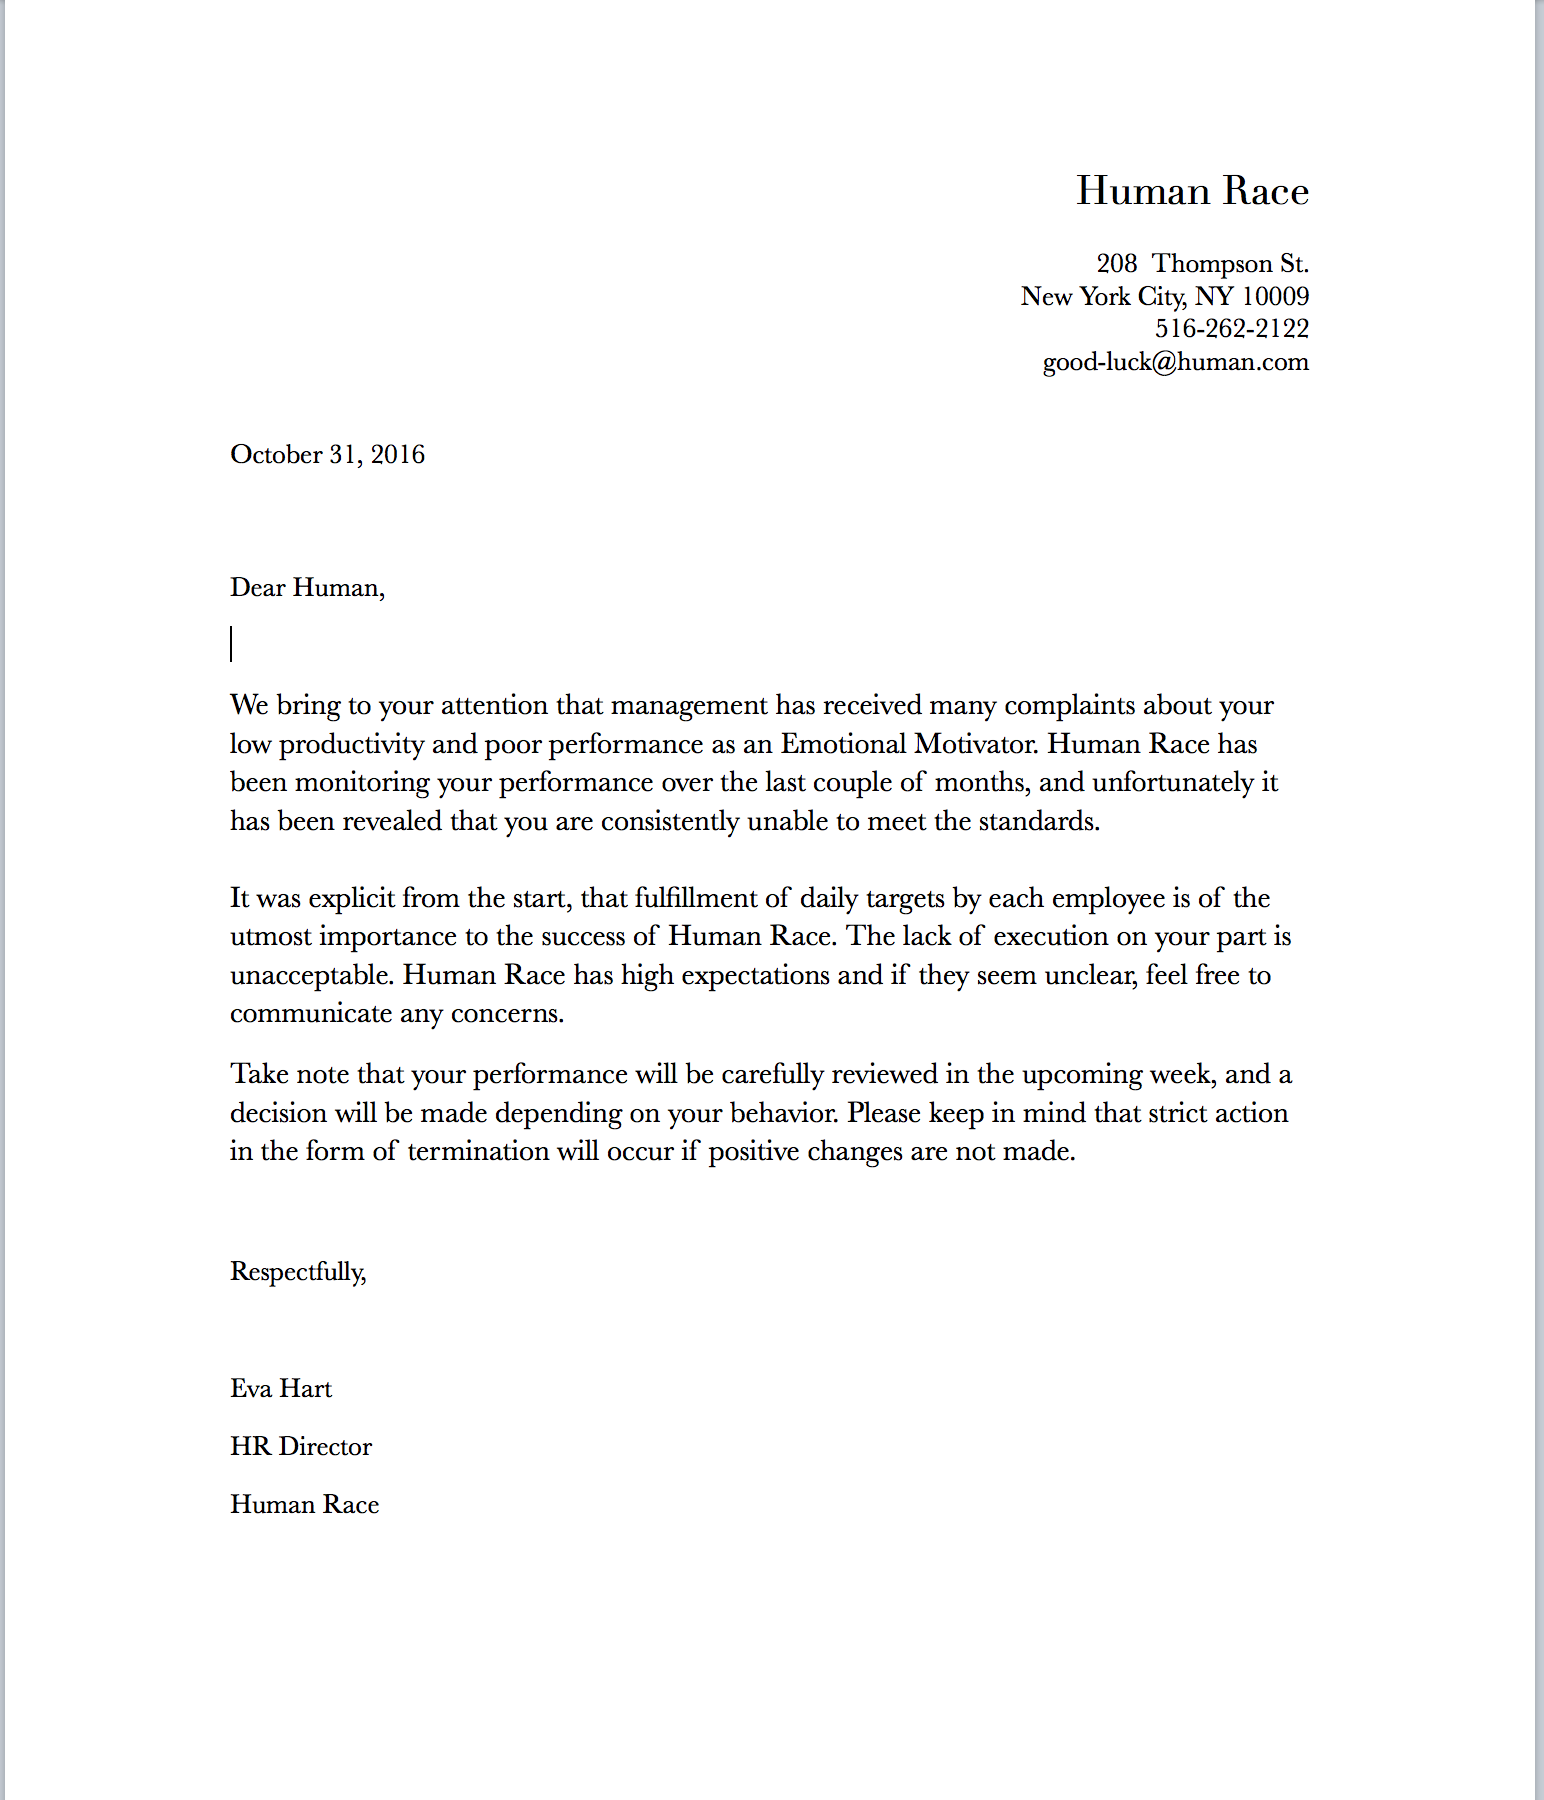 Human Race
208  Thompson St.
New York City, NY 10009
516-262-2122
good-luck@human.com
October 31, 2016
Dear Human,
We bring to your attention that management has received many complaints about your
low productivity and poor performance as an Emotional Motivator. Human Race has
been monitoring your performance over the last couple of months, and unfortunately it
has been revealed that you are consistently unable to meet the standards.
It was explicit from the start, that fulfillment of daily targets by each employee is of the
utmost importance to the success of Human Race. The lack of execution on your part is
unacceptable. Human Race has high expectations and if they seem unclear, feel free to
communicate any concerns.
Take note that your performance will be carefully reviewed in the upcoming week, and a
decision will be made depending on your behavior. Please keep in mind that strict action
in the form of termination will occur if positive changes are not made.
Respectfully,
Eva Hart
HR Director
Human Race